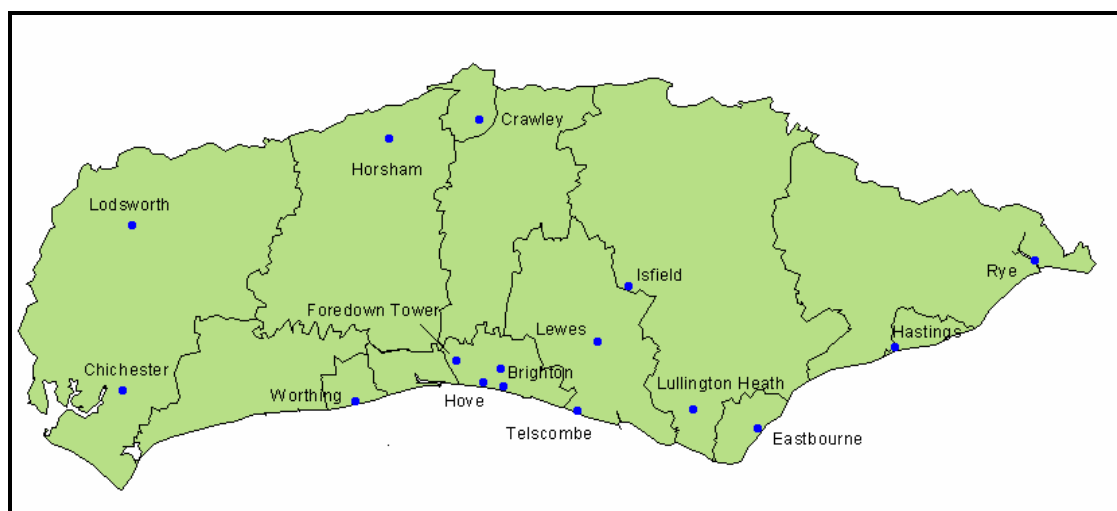 Crawley
Horsham
Lodsworth
Rye
Isfield
Foredown Tower
Lewes
Hastings
Chichester
Brighton
Lullington Heath
Worthing
Hove
Telscombe
Eastbourne